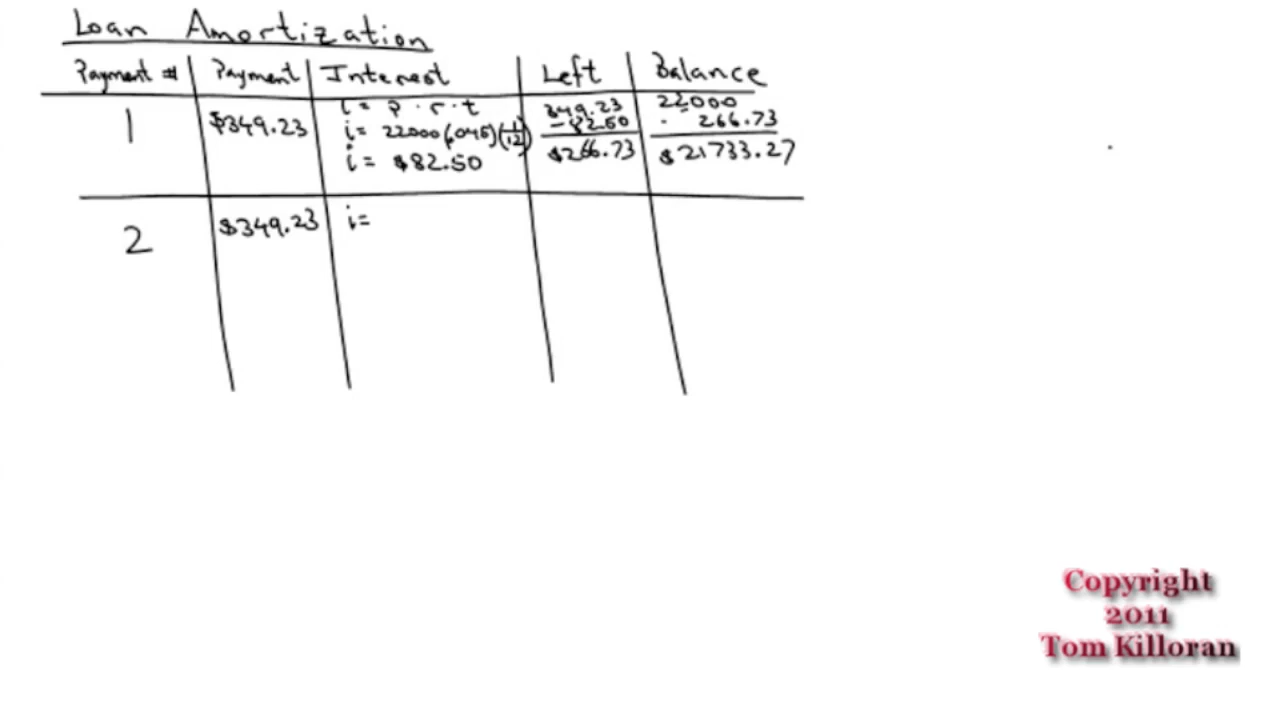 Loan Amortization
Payment # Payment Interest Left Balance
i = p · r · t 349.23 22000
1 $349.23 i = 22000(.045)(1/12) -82.50 - 266.73
i = $82.50 $266.73 $21733.27
2 $349.23 i=
Copyright
2011
Tom Killoran